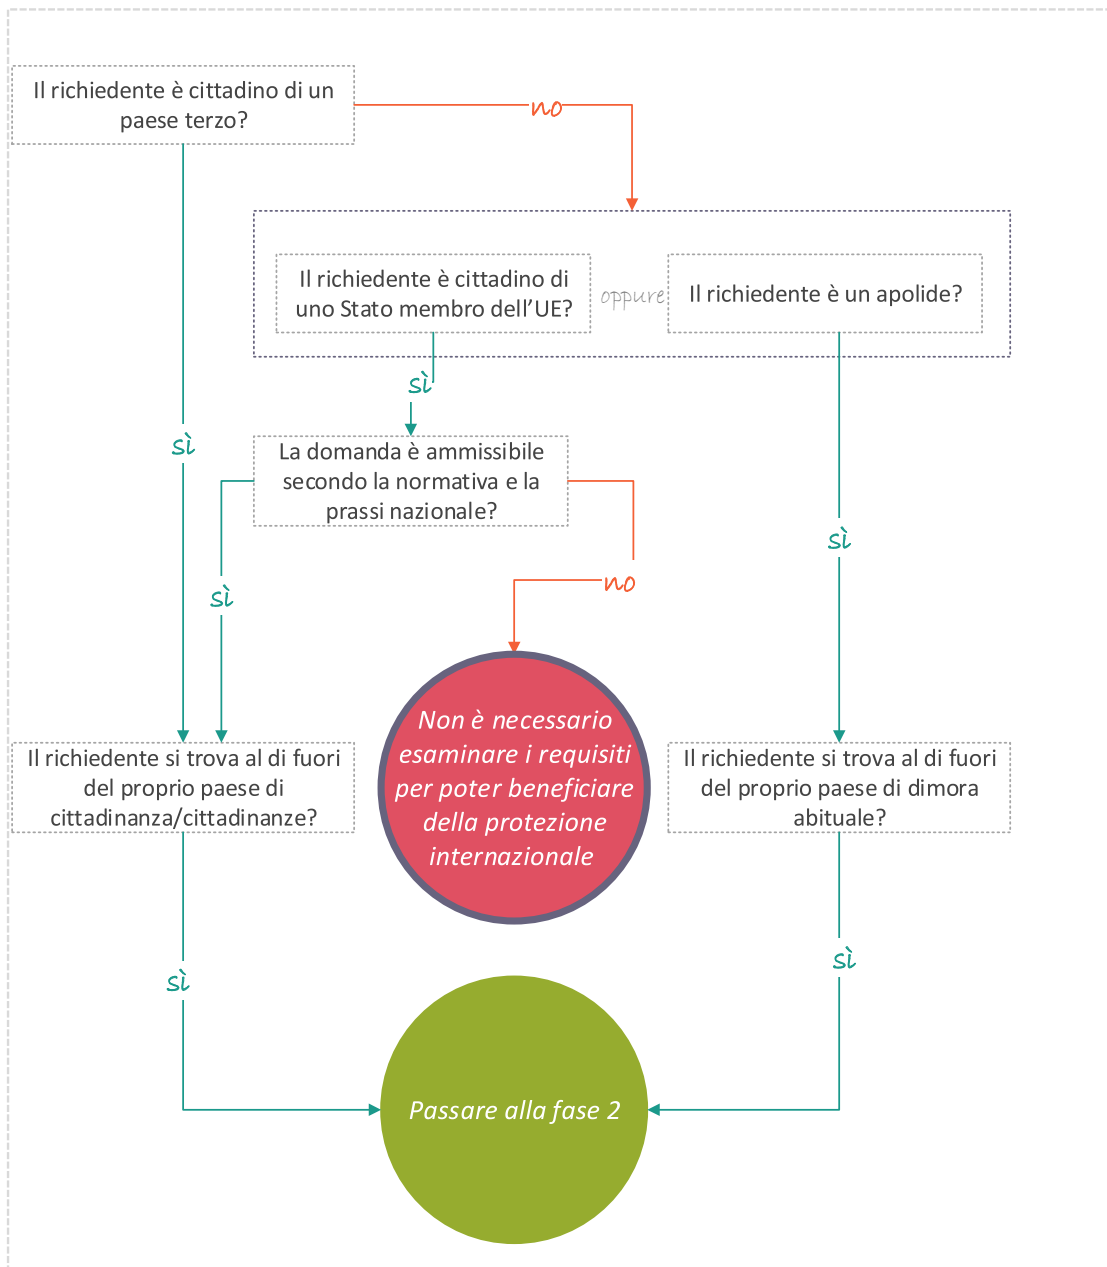 Il richiedente è cittadino di un
paese terzo?
no
Il richiedente è cittadino di
uno Stato membro dell'UE?
oppure
Il richiedente è un apolide?
sì
sì
La domanda è ammissibile
secondo la normativa e la
prassi nazionale?
sì
sì
no
Non è necessario
esaminare i requisiti
per poter beneficiare
della protezione
internazionale
Il richiedente si trova al di fuori
del proprio paese di
cittadinanza/cittadinanze?
Il richiedente si trova al di fuori
del proprio paese di dimora
abituale?
sì
sì
Passare alla fase 2